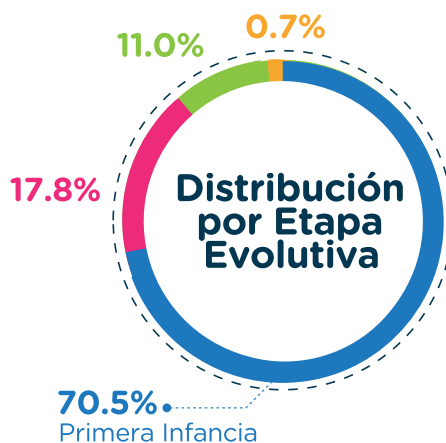 0.7%
11.0%
17.8%
Distribución
por Etapa
Evolutiva
70.5%
Primera Infancia